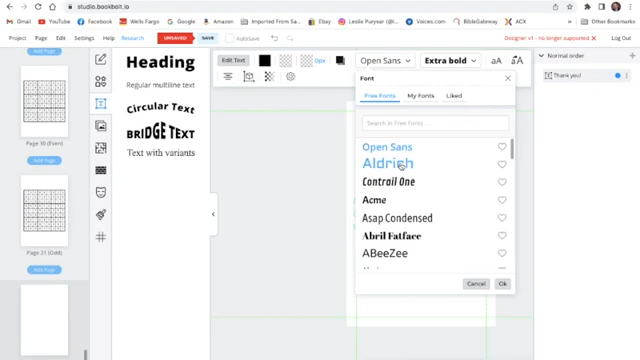 studio.bookbolt.io
Gmail
YouTube
Facebook
Wells Fargo
Google
Amazon
Imported From Sa...
Leslie Puryear - ...
Voices.com
BibleGateway
ACX
Other Bookmarks
Project
Edit
Page
Share
Settings
Help
Research
UNSAVED
SAVE
AutoSave
Designer v1 - no longer supported
Log Out
Add Page
Page 30 (Even)
Add Page
Page 31 (Odd)
Add Page
Heading
Regular multiline text
Circular Text
BRIDGE TEXT
Text with variants
Edit Text
0px
Open Sans
Extra bold
aA
Font
Free Fonts
My Fonts
Liked
Search in Free Fonts ...
Open Sans
Aldrich
Contrail One
Acme
Asap Condensed
Abril Fatface
ABeeZee
Cancel
Ok
Normal order
Thank you!